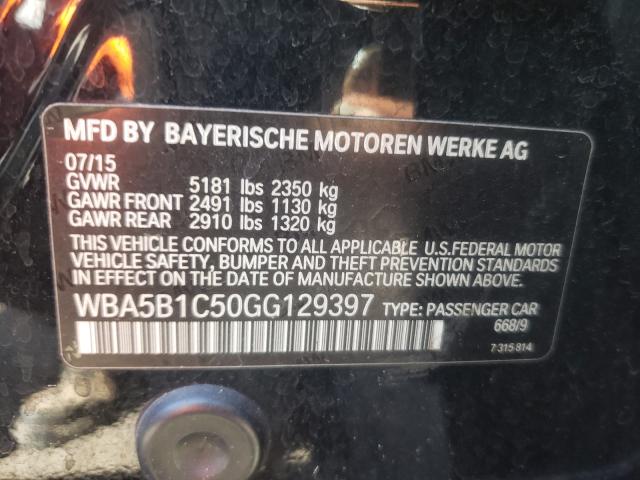 MFD BY BAYERISCHE MOTOREN WERKE AG
07/15
GVWR 5181 lbs 2350 kg
GAWR FRONT 2491 lbs 1130 kg
GAWR REAR 2910 lbs 1320 kg
THIS VEHICLE CONFORMS TO ALL APPLICABLE U.S.FEDERAL MOTOR
VEHICLE SAFETY, BUMPER AND THEFT PREVENTION STANDARDS
IN EFFECT ON THE DATE OF MANUFACTURE SHOWN ABOVE.
WBA5B1C50GG129397 TYPE: PASSENGER CAR
668/9
7 315 814